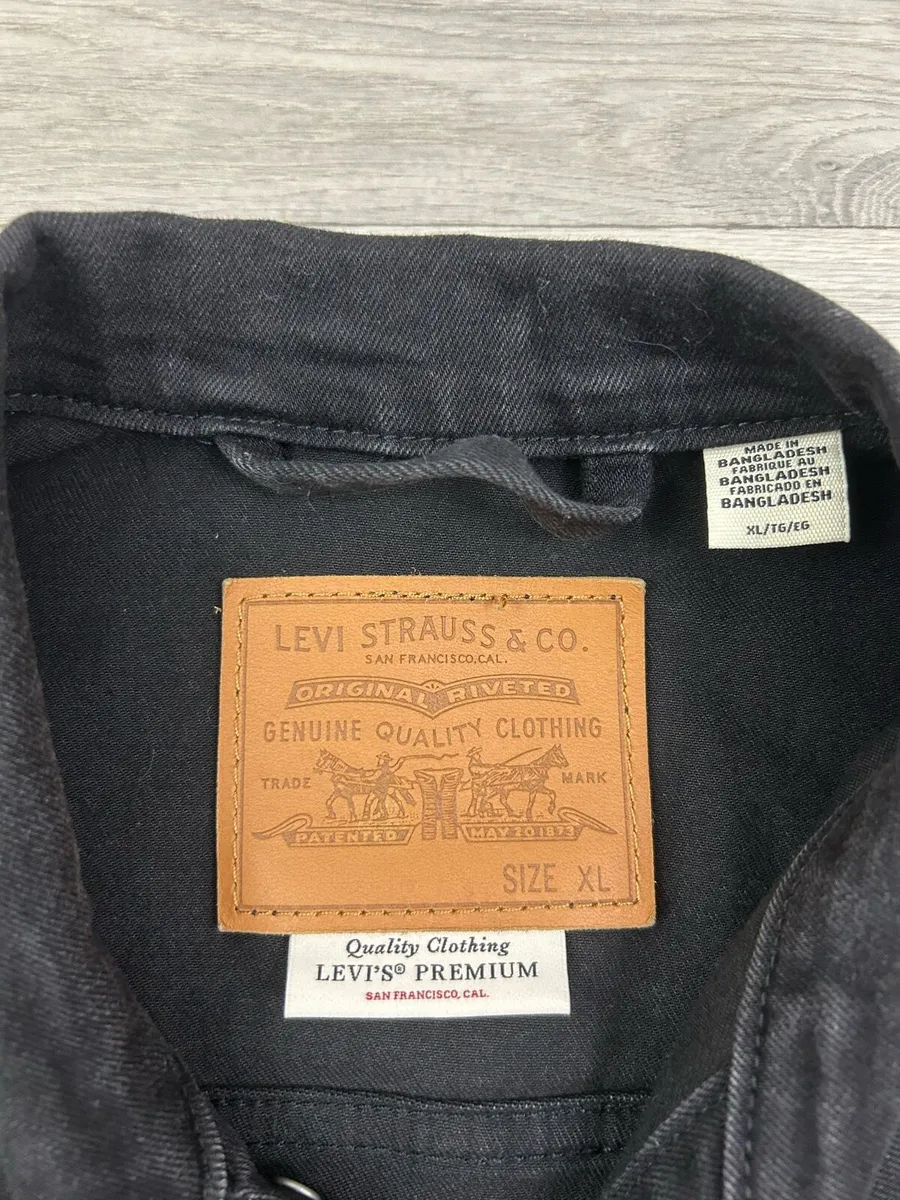 MADE IN
BANGLADESH
FABRIQUE AU
BANGLADESH
FABRICADO EN
BANGLADESH
XL/TG/EG
LEVI STRAUSS & CO.
SAN FRANCISCO, CAL.
ORIGINAL RIVETED
GENUINE QUALITY CLOTHING
TRADE MARK
PATENTED MAY 20 1873
SIZE XL
Quality Clothing
LEVI'S® PREMIUM
SAN FRANCISCO, CAL.